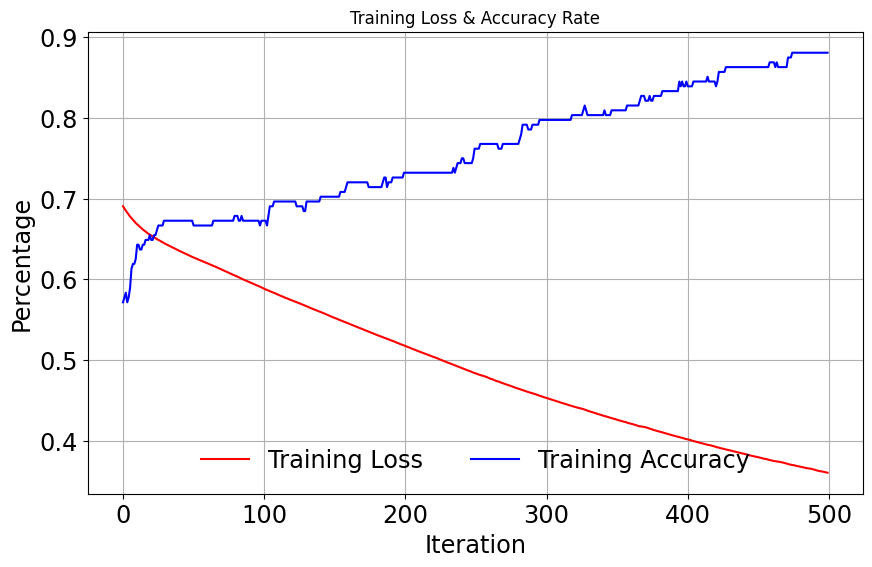 Training Loss & Accuracy Rate
0.9
0.8
0.7
0.6
0.5
0.4
Percentage
Training Loss
Training Accuracy
0 100 200 300 400 500
Iteration